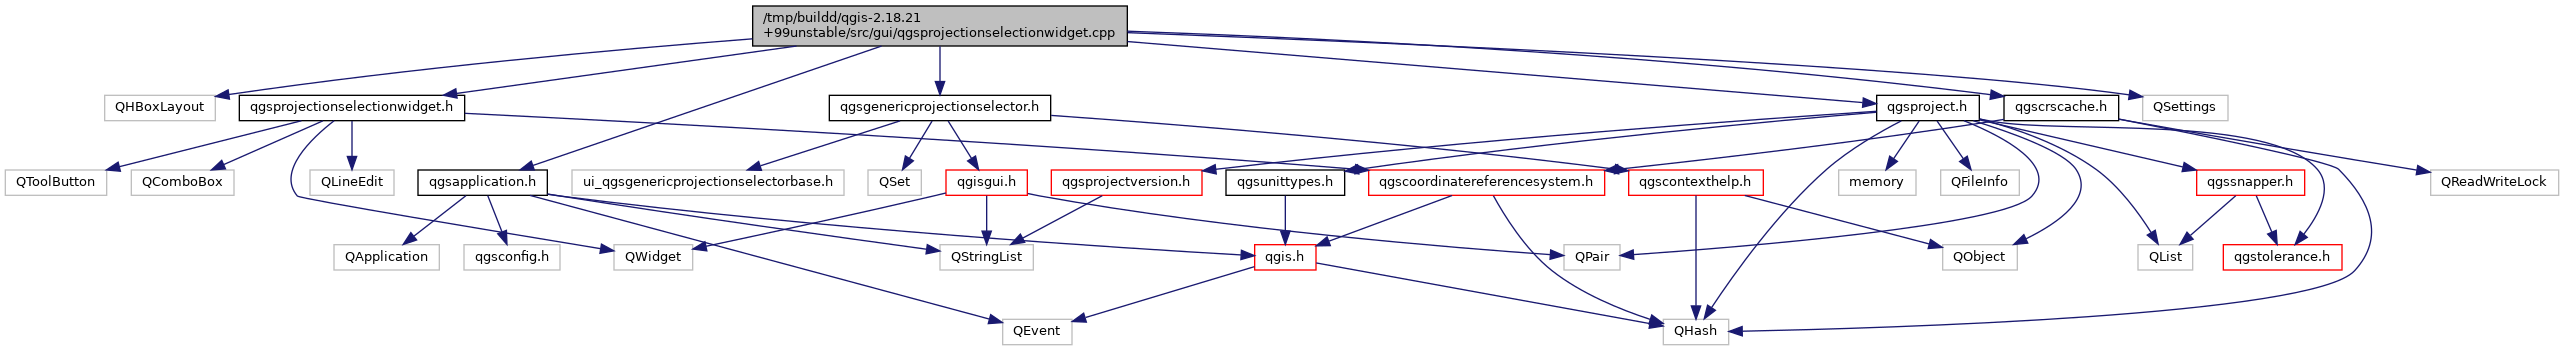 /tmp/buildd/qgis-2.18.21
+99unstable/src/gui/qgsprojectionselectionwidget.cpp
QHBoxLayout
qgsprojectionselectionwidget.h
qgsgenericprojectionselector.h
qgsproject.h
qgscrscache.h
QSettings
QToolButton
QComboBox
QLineEdit
qgsapplication.h
ui_qgsgenericprojectionselectorbase.h
QSet
qgisgui.h
qgsprojectversion.h
qgsunittypes.h
qgscoordinatereferencesystem.h
qgscontexthelp.h
memory
QFileInfo
qgssnapper.h
QReadWriteLock
QApplication
qgsconfig.h
QWidget
QStringList
qgis.h
QPair
QObject
QList
qgstolerance.h
QEvent
QHash